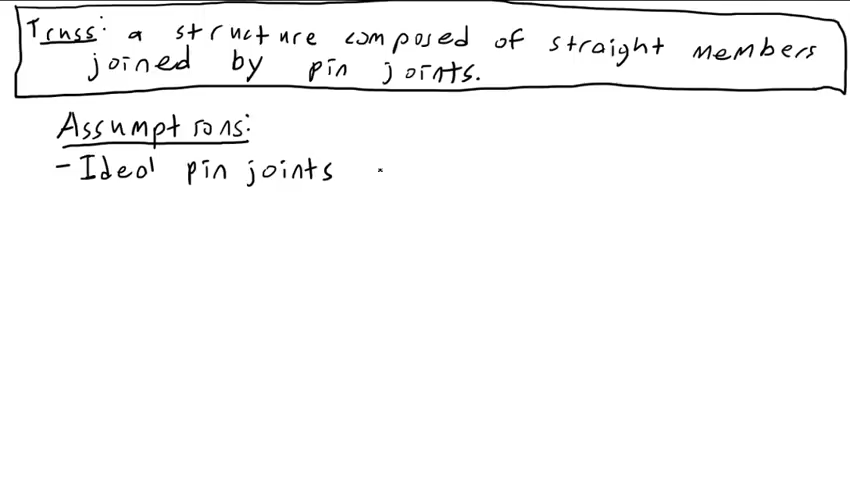 Truss: a structure composed of straight members
joined by pin joints.
Assumptions:
- Ideal pin joints